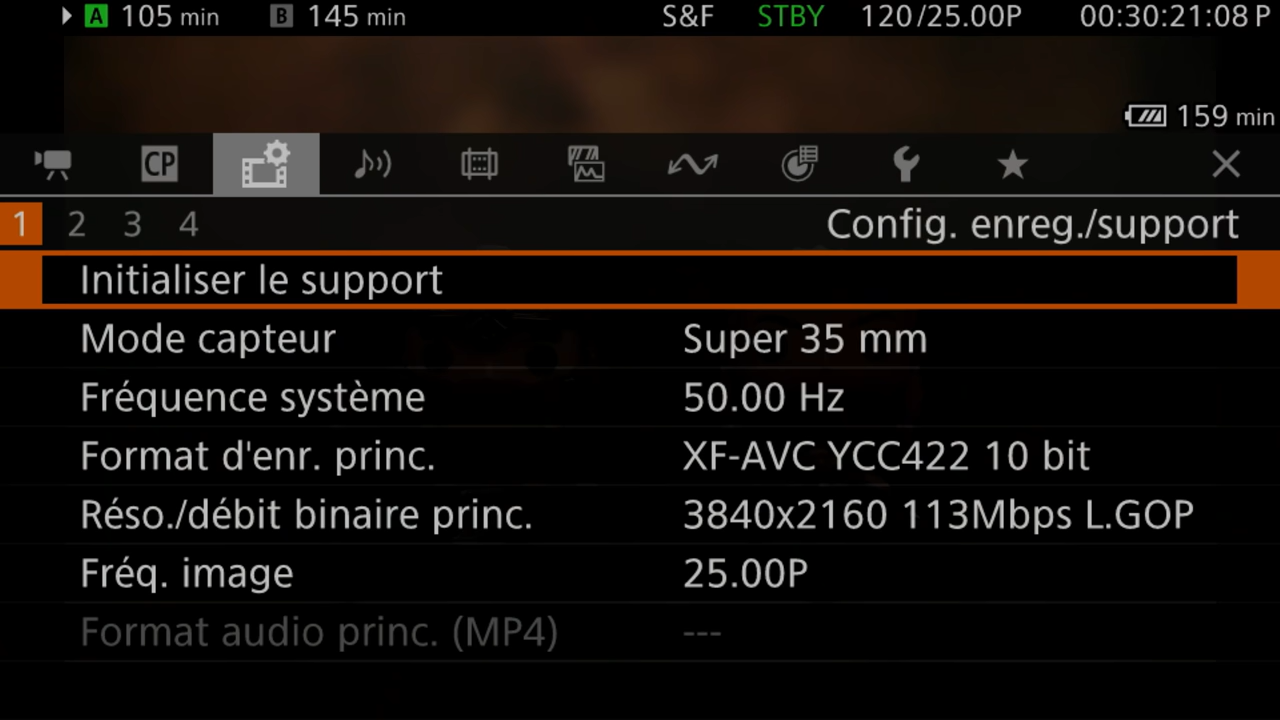 A 105 min B 145 min S&F STBY 120/25.00P 00:30:21:08 P
159 min
CP
1 2 3 4 Config. enreg./support
Initialiser le support
Mode capteur Super 35 mm
Fréquence système 50.00 Hz
Format d'enr. princ. XF-AVC YCC422 10 bit
Réso./débit binaire princ. 3840x2160 113Mbps L.GOP
Fréq. image 25.00P
Format audio princ. (MP4) ---